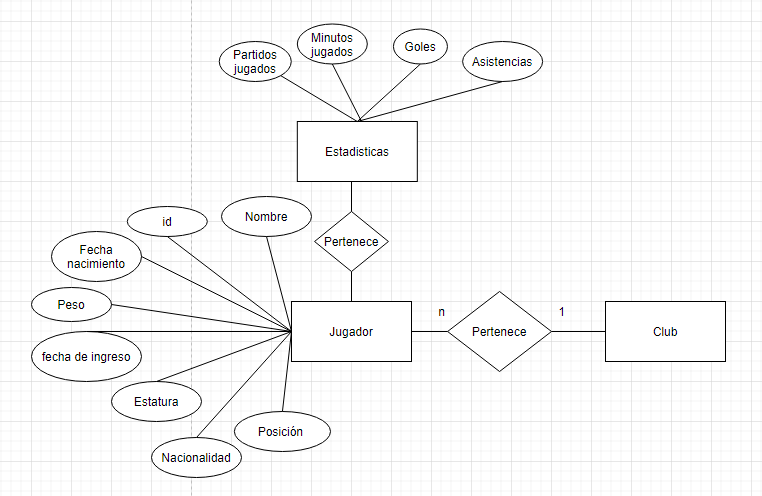 Partidos
jugados
Minutos
jugados
Goles
Asistencias
Estadisticas
Pertenece
id
Nombre
Fecha
nacimiento
Peso
fecha de ingreso
Estatura
Nacionalidad
Posición
Jugador
n
Pertenece
1
Club